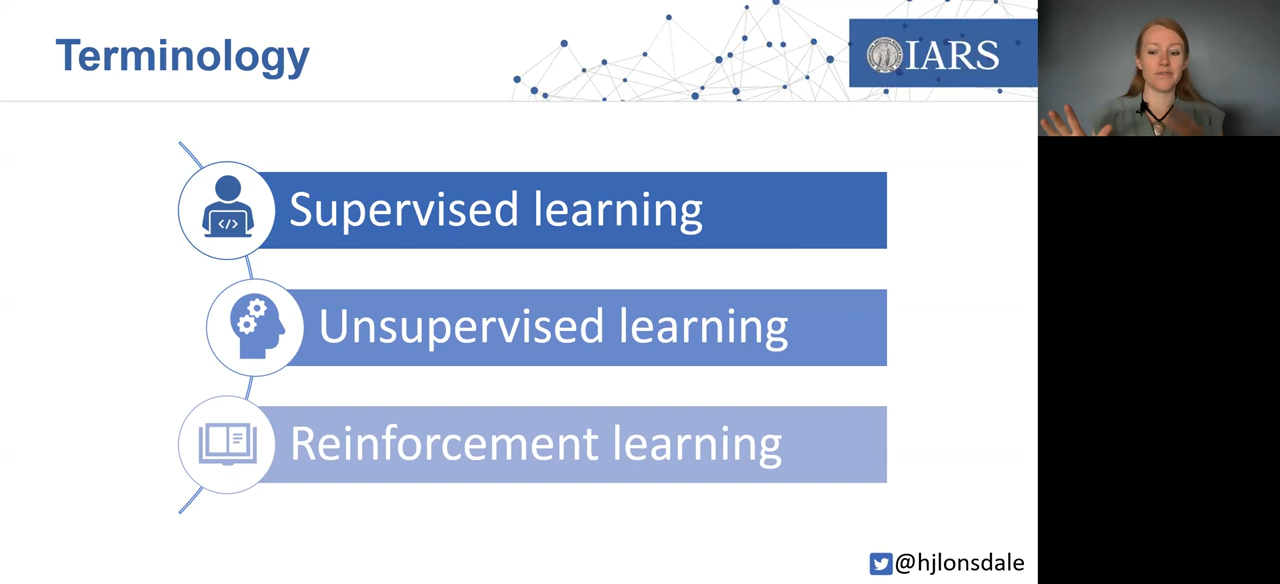 Terminology
IARS
</>
Supervised learning
Unsupervised learning
Reinforcement learning
@hjlonsdale